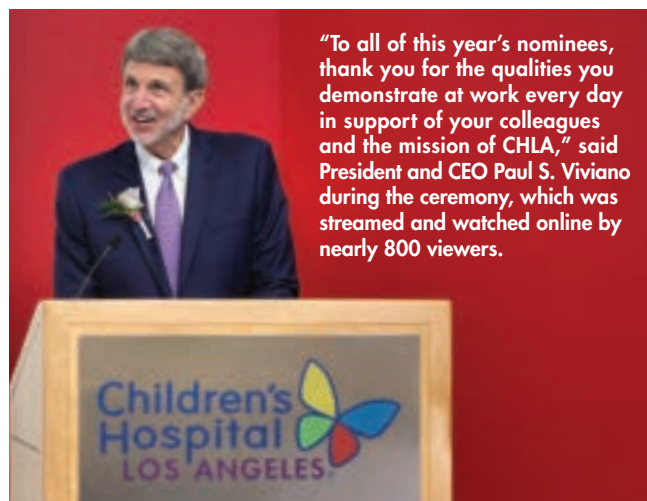 “To all of this year’s nominees,
thank you for the qualities you
demonstrate at work every day
in support of your colleagues
and the mission of CHLA,” said
President and CEO Paul S. Viviano
during the ceremony, which was
streamed and watched online by
nearly 800 viewers.
Children's
Hospital
LOS ANGELES